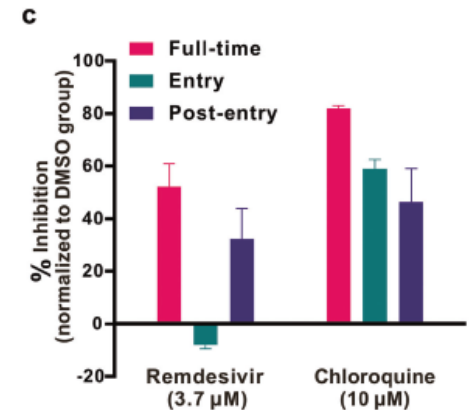 c
Full-time
Entry
Post-entry
% Inhibition
(normalized to DMSO group)
100
80
60
40
20
0
-20
Remdesivir
(3.7 μM)
Chloroquine
(10 μM)